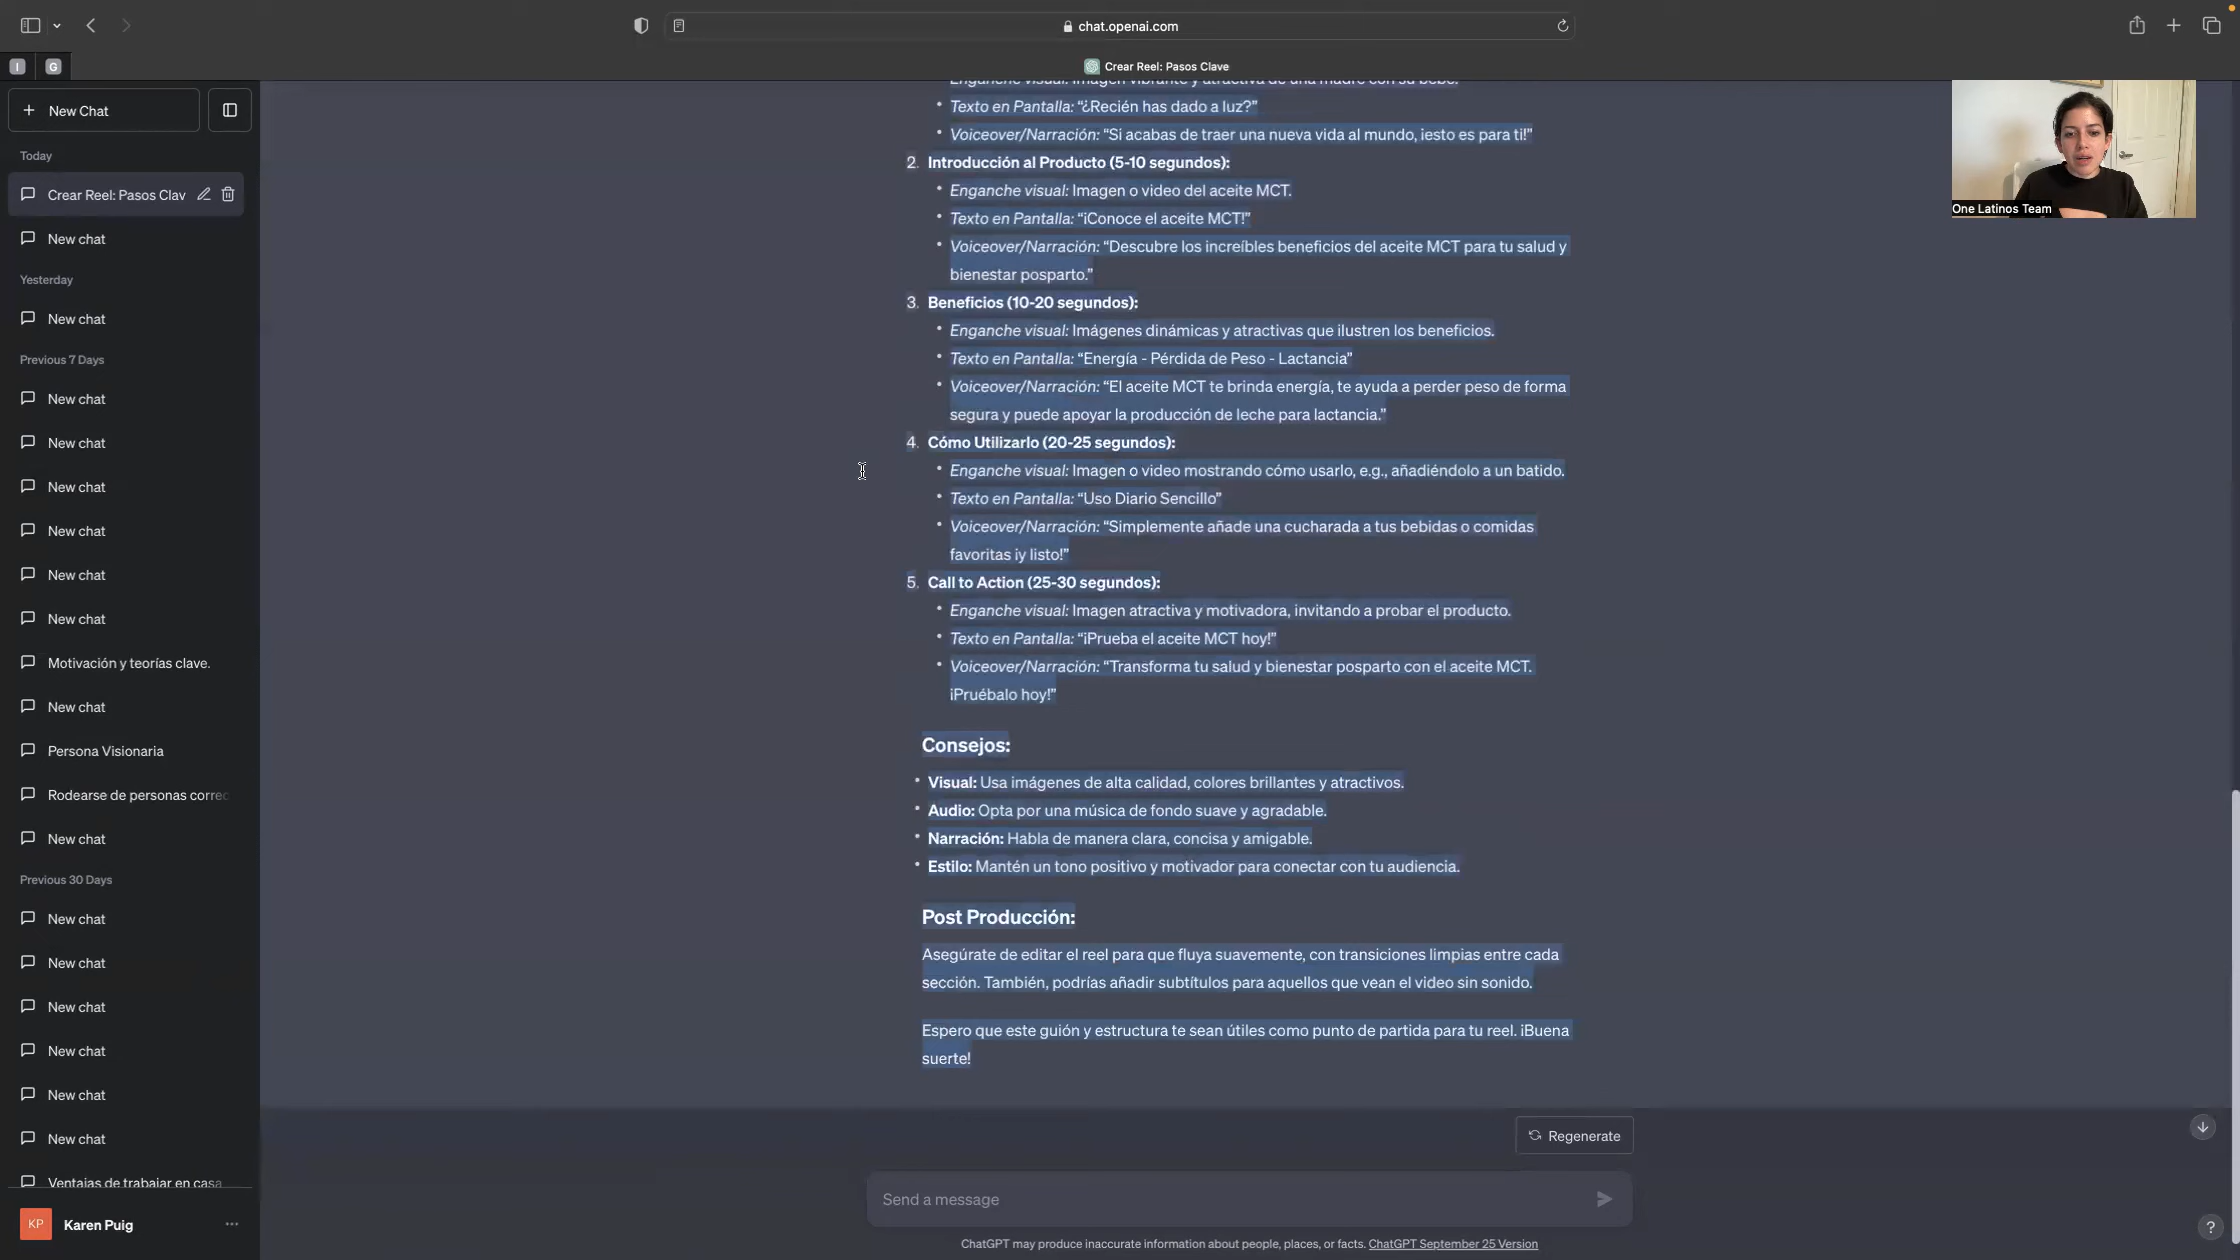 chat.openai.com
I
G
Crear Reel: Pasos Clave
New Chat
Today
Crear Reel: Pasos Clav
New chat
Yesterday
New chat
Previous 7 Days
New chat
New chat
New chat
New chat
New chat
New chat
Motivación y teorías clave.
New chat
Persona Visionaria
Rodearse de personas correc
New chat
Previous 30 Days
New chat
New chat
New chat
New chat
New chat
New chat
Ventajas de trabajar en casa
KP Karen Puig
One Latinos Team
Enganche visual: Imagen vibrante y atractiva de una madre con su bebé.
• Texto en Pantalla: “¿Recién has dado a luz?”
• Voiceover/Narración: “Si acabas de traer una nueva vida al mundo, ¡esto es para ti!”
2. Introducción al Producto (5-10 segundos):
• Enganche visual: Imagen o video del aceite MCT.
• Texto en Pantalla: “¡Conoce el aceite MCT!”
• Voiceover/Narración: “Descubre los increíbles beneficios del aceite MCT para tu salud y
bienestar posparto.”
3. Beneficios (10-20 segundos):
• Enganche visual: Imágenes dinámicas y atractivas que ilustren los beneficios.
• Texto en Pantalla: “Energía - Pérdida de Peso - Lactancia”
• Voiceover/Narración: “El aceite MCT te brinda energía, te ayuda a perder peso de forma
segura y puede apoyar la producción de leche para lactancia.”
4. Cómo Utilizarlo (20-25 segundos):
• Enganche visual: Imagen o video mostrando cómo usarlo, e.g., añadiéndolo a un batido.
• Texto en Pantalla: “Uso Diario Sencillo”
• Voiceover/Narración: “Simplemente añade una cucharada a tus bebidas o comidas
favoritas ¡y listo!”
5. Call to Action (25-30 segundos):
• Enganche visual: Imagen atractiva y motivadora, invitando a probar el producto.
• Texto en Pantalla: “¡Prueba el aceite MCT hoy!”
• Voiceover/Narración: “Transforma tu salud y bienestar posparto con el aceite MCT.
¡Pruébalo hoy!”
Consejos:
• Visual: Usa imágenes de alta calidad, colores brillantes y atractivos.
• Audio: Opta por una música de fondo suave y agradable.
• Narración: Habla de manera clara, concisa y amigable.
• Estilo: Mantén un tono positivo y motivador para conectar con tu audiencia.
Post Producción:
Asegúrate de editar el reel para que fluya suavemente, con transiciones limpias entre cada
sección. También, podrías añadir subtítulos para aquellos que vean el video sin sonido.
Espero que este guión y estructura te sean útiles como punto de partida para tu reel. ¡Buena
suerte!
Regenerate
Send a message
ChatGPT may produce inaccurate information about people, places, or facts. ChatGPT September 25 Version
?